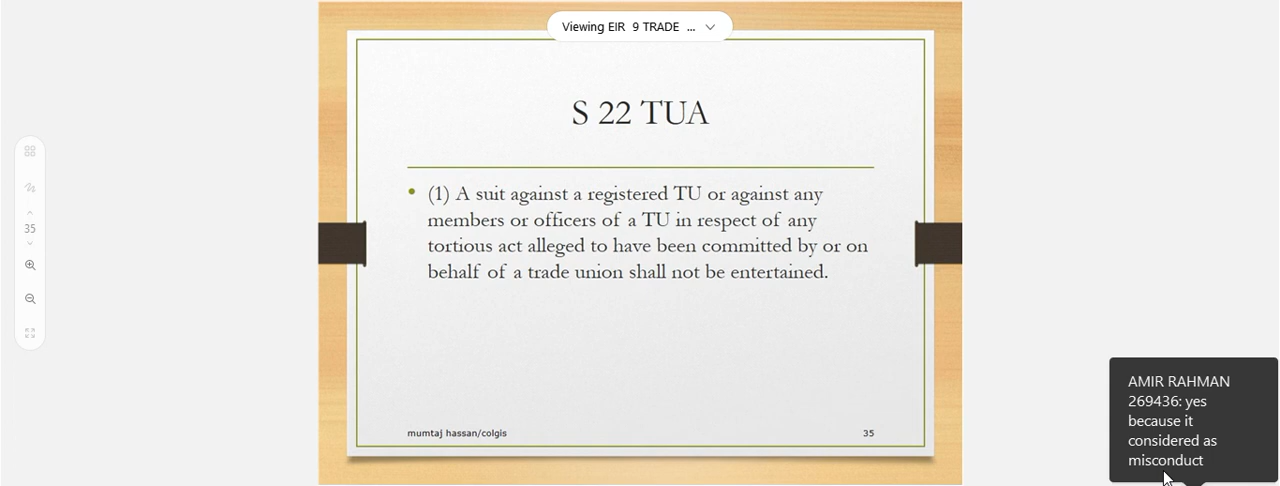 Viewing EIR 9 TRADE ...
S 22 TUA
• (1) A suit against a registered TU or against any
members or officers of a TU in respect of any
tortious act alleged to have been committed by or on
behalf of a trade union shall not be entertained.
mumtaj hassan/colgis
35
35
AMIR RAHMAN
269436: yes
because it
considered as
misconduct